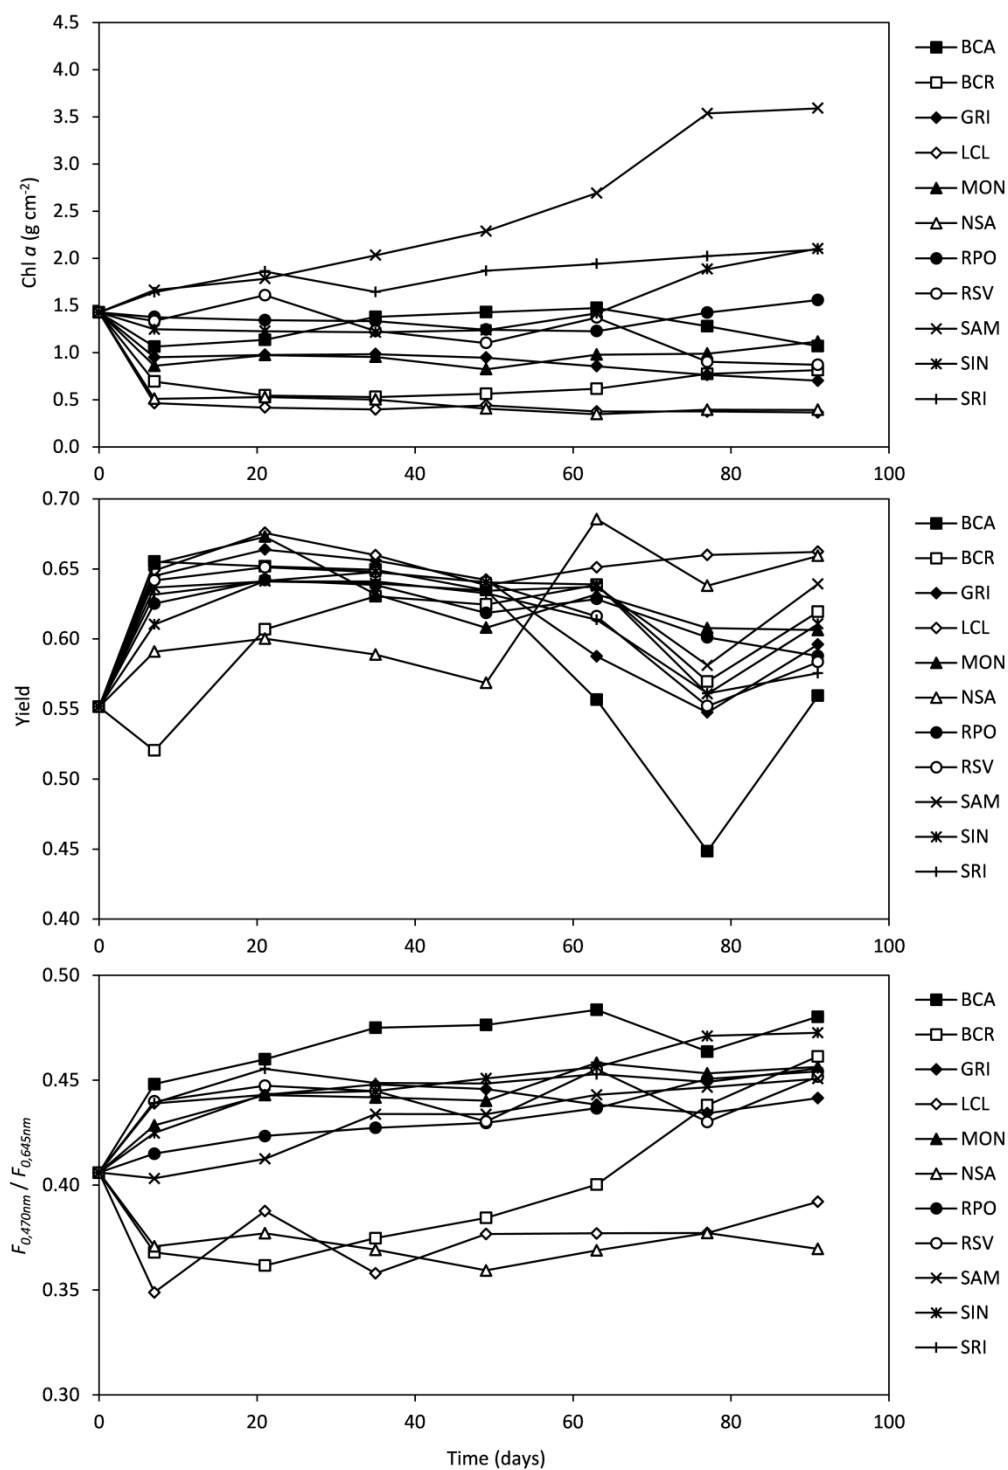 4.5
4.0
3.5
3.0
2.5
2.0
1.5
1.0
0.5
0.0
Chl a (g cm⁻²)
0 20 40 60 80 100
BCA
BCR
GRI
LCL
MON
NSA
RPO
RSV
SAM
SIN
SRI
0.70
0.65
0.60
0.55
0.50
0.45
0.40
Yield
0 20 40 60 80 100
BCA
BCR
GRI
LCL
MON
NSA
RPO
RSV
SAM
SIN
SRI
0.50
0.45
0.40
0.35
0.30
F0,470nm / F0,645nm
0 20 40 60 80 100
Time (days)
BCA
BCR
GRI
LCL
MON
NSA
RPO
RSV
SAM
SIN
SRI